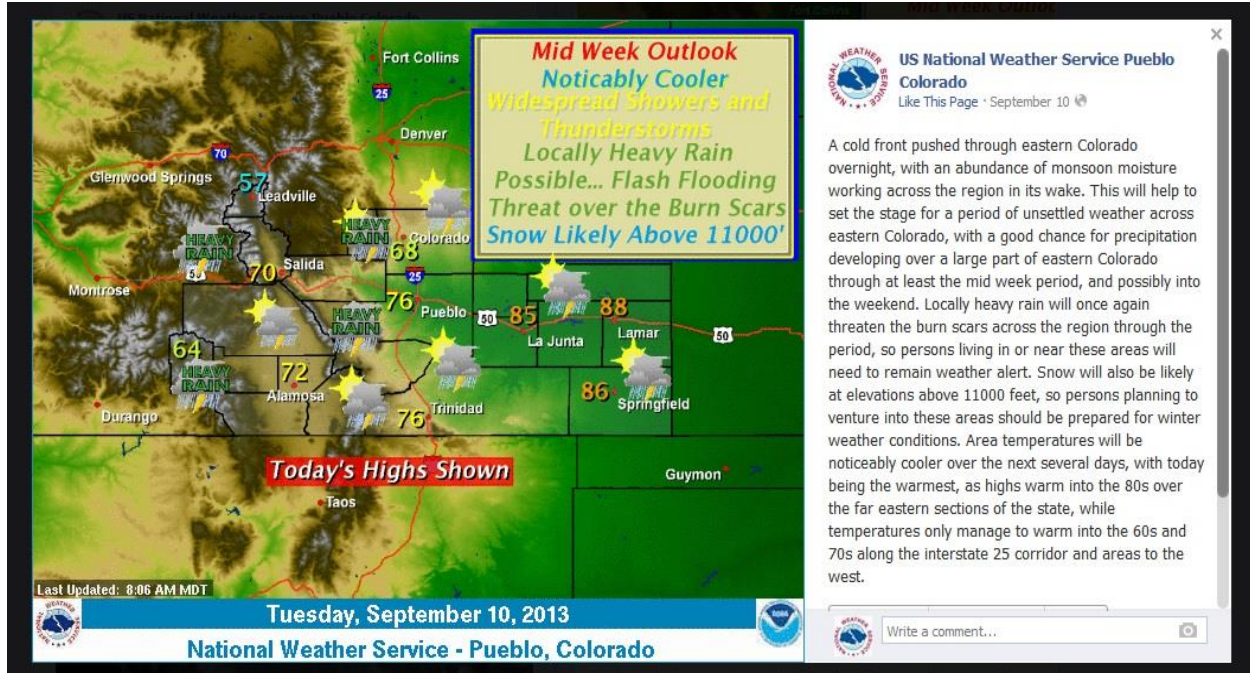 Mid Week Outlook
Noticably Cooler
Widespread Showers and
Thunderstorms
Locally Heavy Rain
Possible... Flash Flooding
Threat over the Burn Scars
Snow Likely Above 11000'
Fort Collins
25
Denver
70
Glenwood Springs
57
Leadville
HEAVY
RAIN
HEAVY
RAIN
68
Colorado
50
70
Salida
25
Montrose
76
Pueblo
50
85
88
HEAVY
RAIN
La Junta
Lamar
50
64
HEAVY
RAIN
72
Alamosa
86
Springfield
Durango
76
Trinidad
Today's Highs Shown
Guymon
Taos
Last Updated: 8:06 AM MDT
Tuesday, September 10, 2013
National Weather Service - Pueblo, Colorado
NATIONAL WEATHER SERVICE
US National Weather Service Pueblo
Colorado
Like This Page · September 10
A cold front pushed through eastern Colorado
overnight, with an abundance of monsoon moisture
working across the region in its wake. This will help to
set the stage for a period of unsettled weather across
eastern Colorado, with a good chance for precipitation
developing over a large part of eastern Colorado
through at least the mid week period, and possibly into
the weekend. Locally heavy rain will once again
threaten the burn scars across the region through the
period, so persons living in or near these areas will
need to remain weather alert. Snow will also be likely
at elevations above 11000 feet, so persons planning to
venture into these areas should be prepared for winter
weather conditions. Area temperatures will be
noticeably cooler over the next several days, with today
being the warmest, as highs warm into the 80s over
the far eastern sections of the state, while
temperatures only manage to warm into the 60s and
70s along the interstate 25 corridor and areas to the
west.
Write a comment...